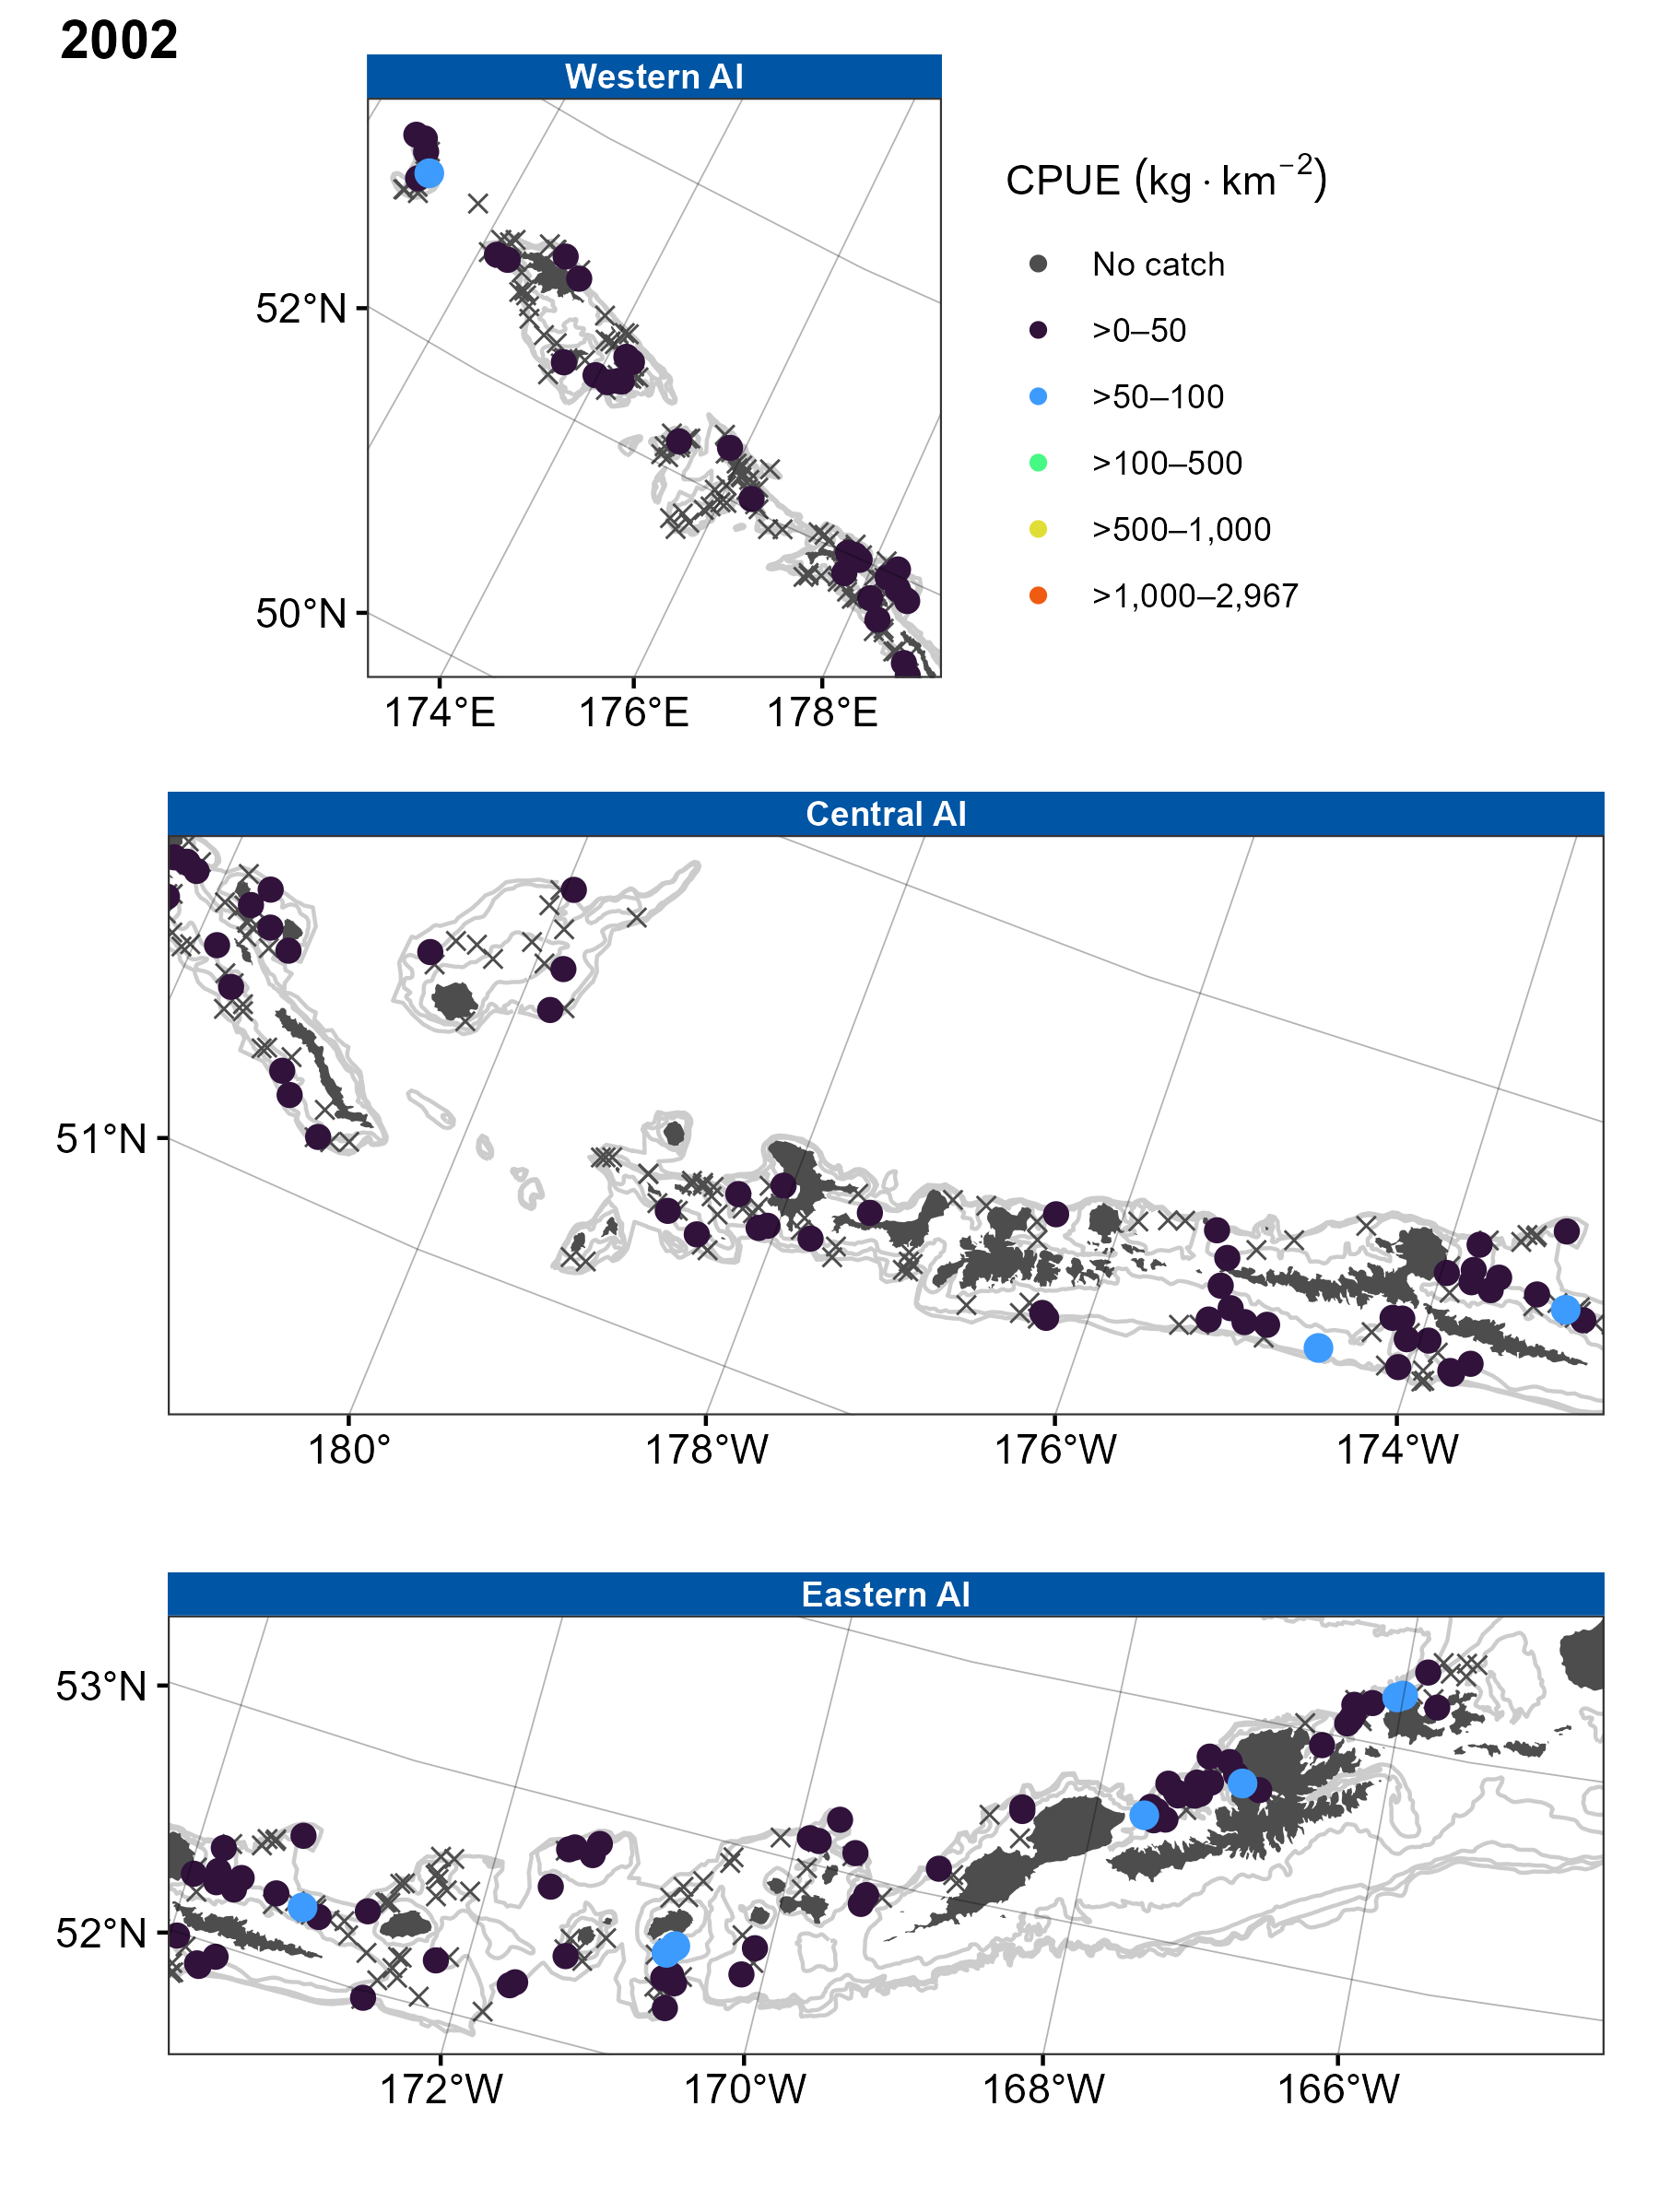 2002
Western AI
CPUE (kg · km⁻²)
No catch
>0–50
>50–100
>100–500
>500–1,000
>1,000–2,967
52°N
50°N
174°E 176°E 178°E
Central AI
51°N
180° 178°W 176°W 174°W
Eastern AI
53°N
52°N
172°W 170°W 168°W 166°W